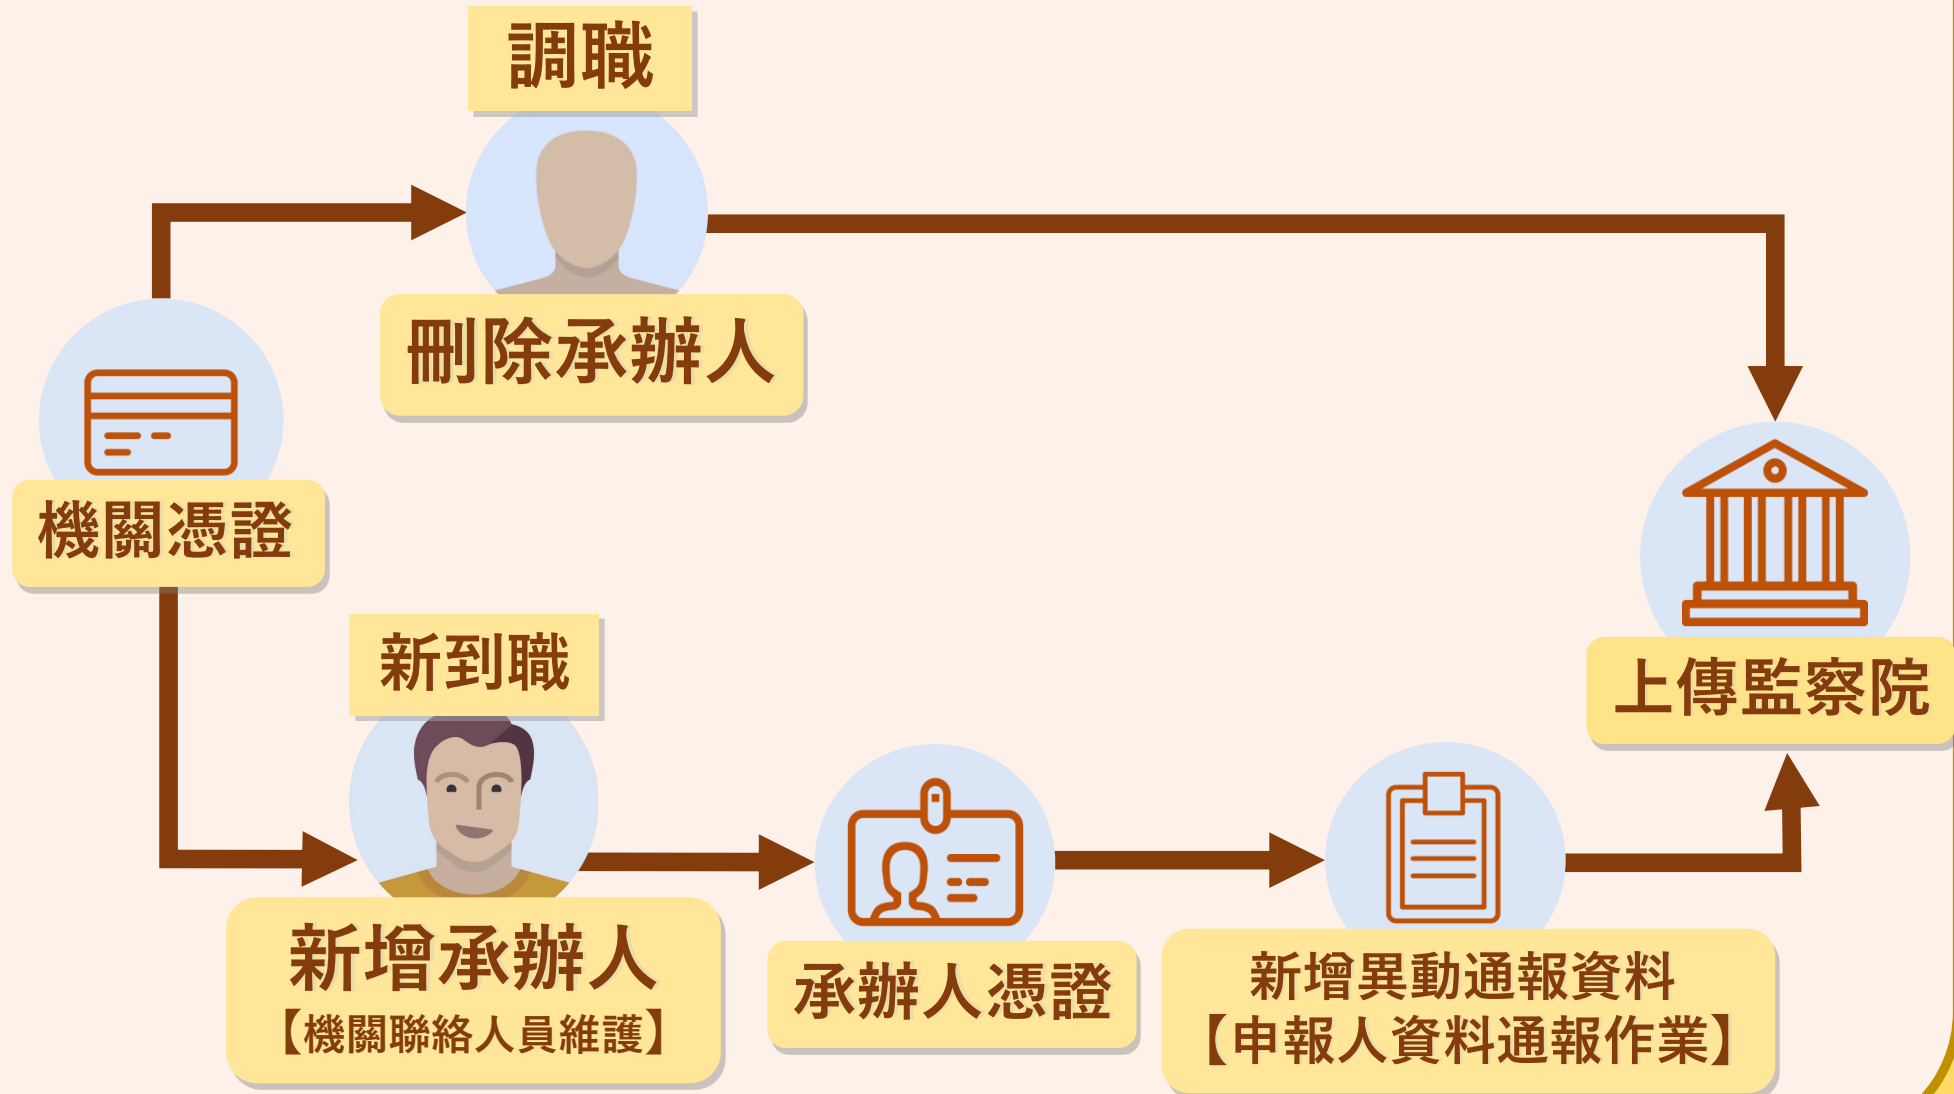 調職
刪除承辦人
機關憑證
新到職
新增承辦人
【機關聯絡人員維護】
承辦人憑證
新增異動通報資料
【申報人資料通報作業】
上傳監察院